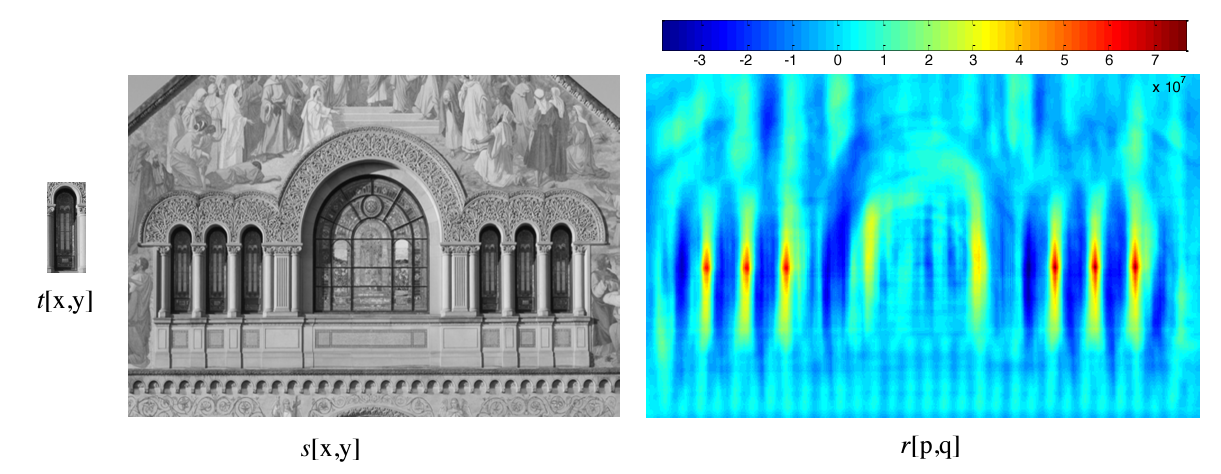 -3 -2 -1 0 1 2 3 4 5 6 7
x 10^7
t[x,y]
s[x,y]
r[p,q]